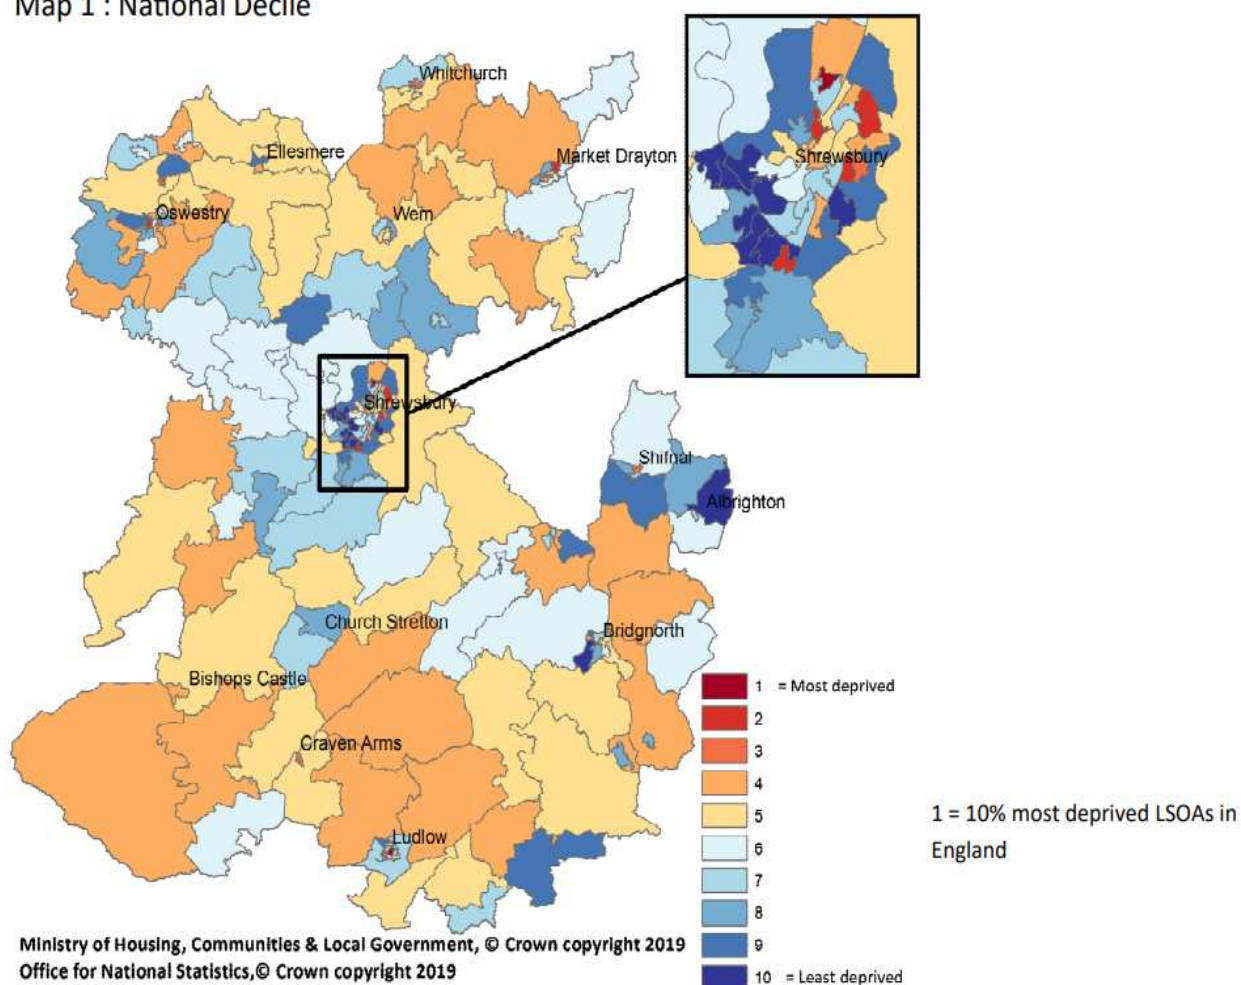 Map 1 : National Decile
Whitchurch
Ellesmere
Market Drayton
Oswestry
Wem
Shrewsbury
Shrewsbury
Shifnal
Albrighton
Church Stretton
Bridgnorth
Bishops Castle
Craven Arms
Ludlow
1 = Most deprived
2
3
4
5
6
7
8
9
10 = Least deprived
1 = 10% most deprived LSOAs in
England
Ministry of Housing, Communities & Local Government, © Crown copyright 2019
Office for National Statistics,© Crown copyright 2019